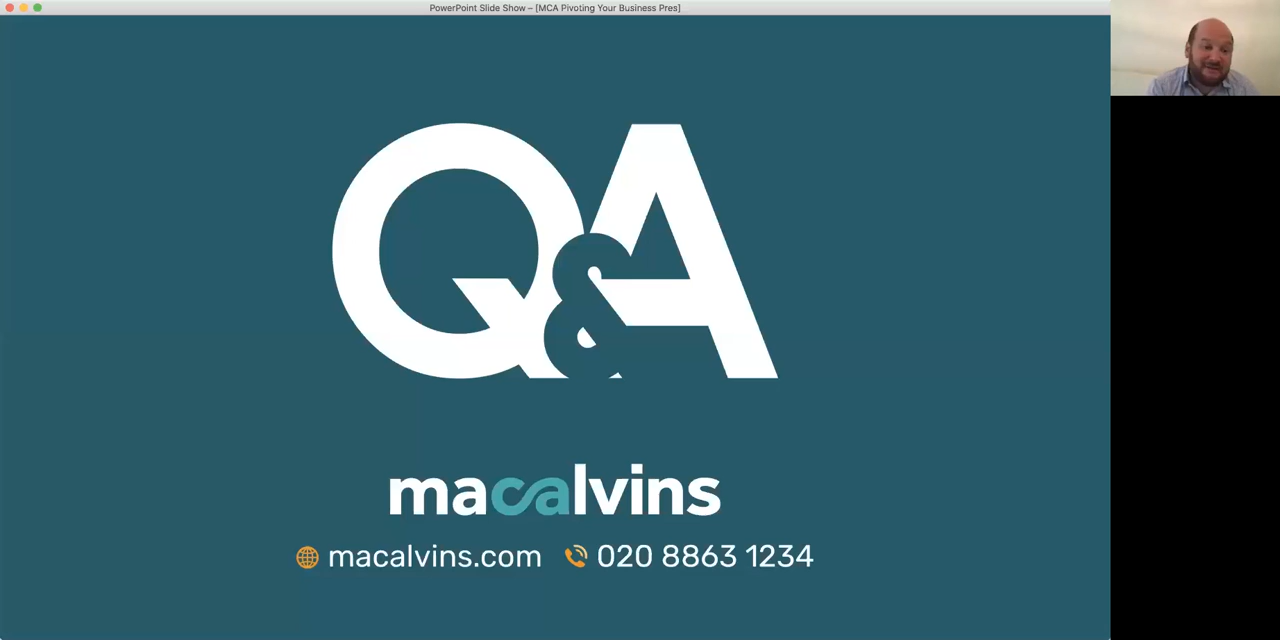 PowerPoint Slide Show – [MCA Pivoting Your Business Pres]
Q&A
macalvins
macalvins.com 020 8863 1234